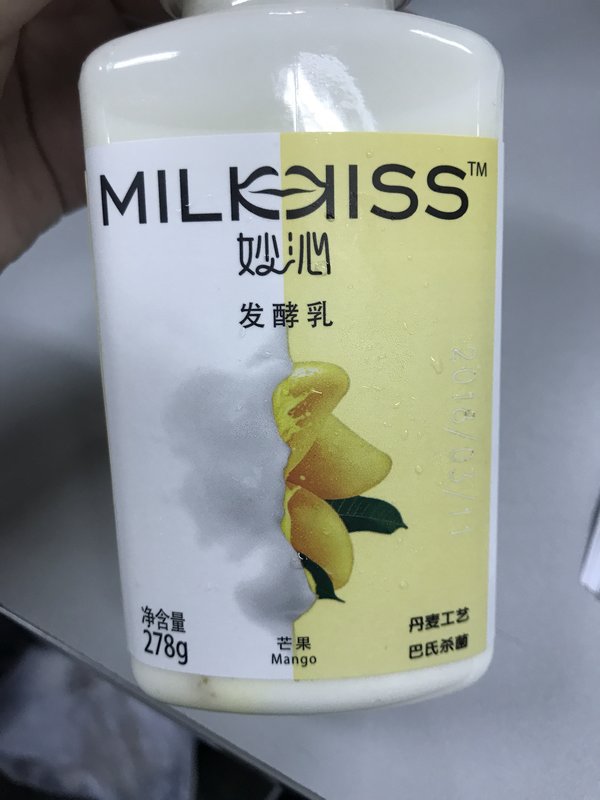 MILKKISS™
妙沁
发酵乳
2018/03/11
净含量
278g
芒果
Mango
丹麦工艺
巴氏杀菌